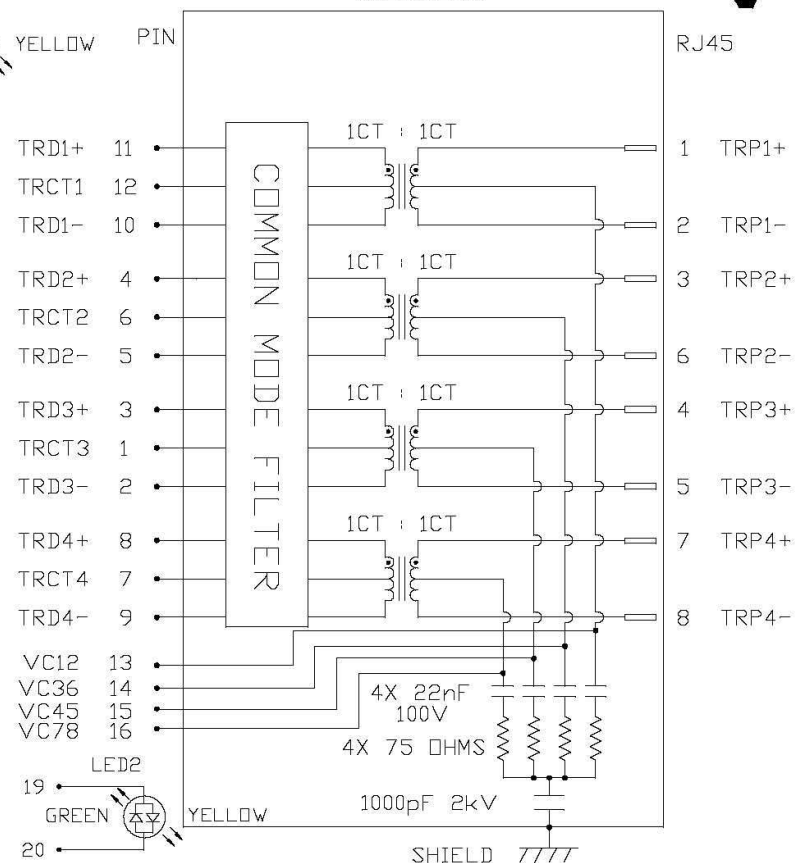 YELLOW PIN RJ45
1CT : 1CT
TRD1+ 11 1 TRP1+
TRCT1 12
TRD1- 10 2 TRP1-
1CT : 1CT
TRD2+ 4 3 TRP2+
TRCT2 6
TRD2- 5 6 TRP2-
1CT : 1CT
TRD3+ 3 4 TRP3+
TRCT3 1
TRD3- 2 5 TRP3-
1CT : 1CT
TRD4+ 8 7 TRP4+
TRCT4 7
TRD4- 9 8 TRP4-
COMMON MODE FILTER
VC12 13
VC36 14
VC45 15
VC78 16
4X 22nF
100V
4X 75 OHMS
LED2
19
GREEN YELLOW
20
1000pF 2kV
SHIELD